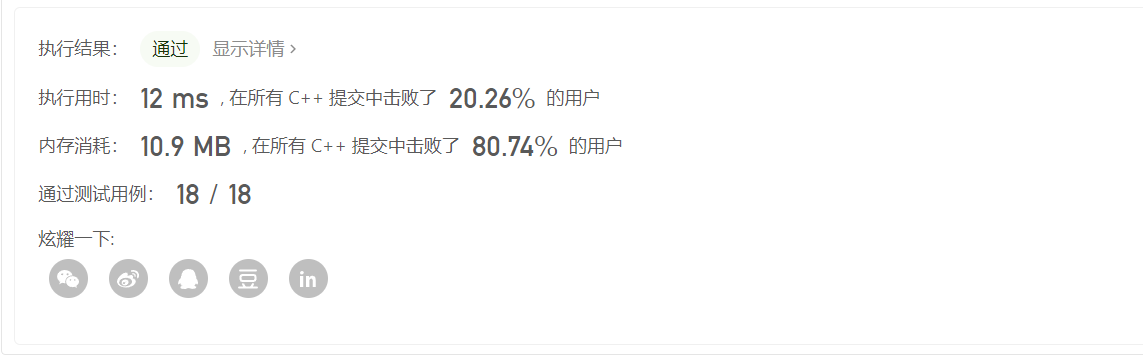 执行结果： 通过 显示详情 ›
执行用时： 12 ms , 在所有 C++ 提交中击败了 20.26% 的用户
内存消耗： 10.9 MB , 在所有 C++ 提交中击败了 80.74% 的用户
通过测试用例： 18 / 18
炫耀一下:
豆 in